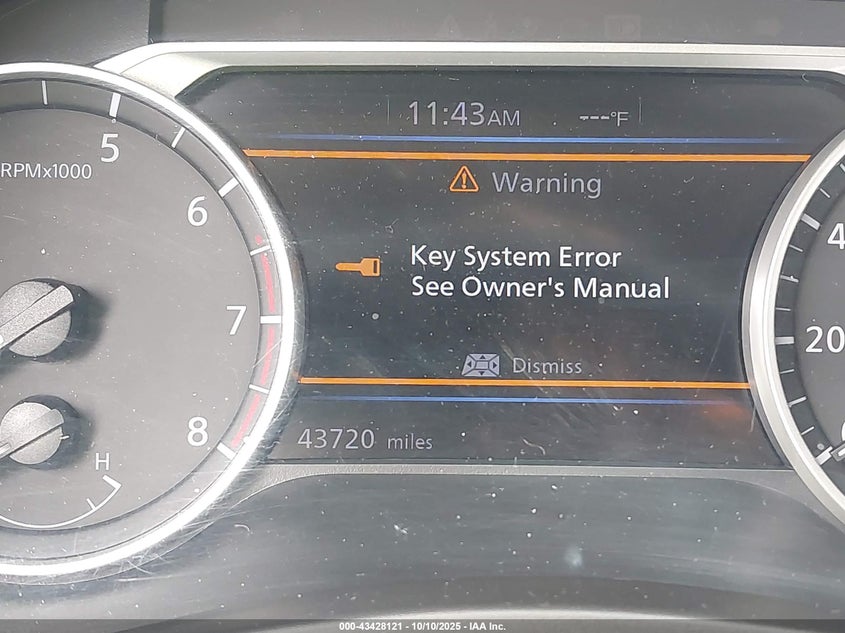 11:43AM
---°F
5
RPMx1000
Warning
6
4
Key System Error
See Owner's Manual
7
20
Dismiss
8
43720 miles
H
000-43428121 - 10/10/2025 - IAA Inc.